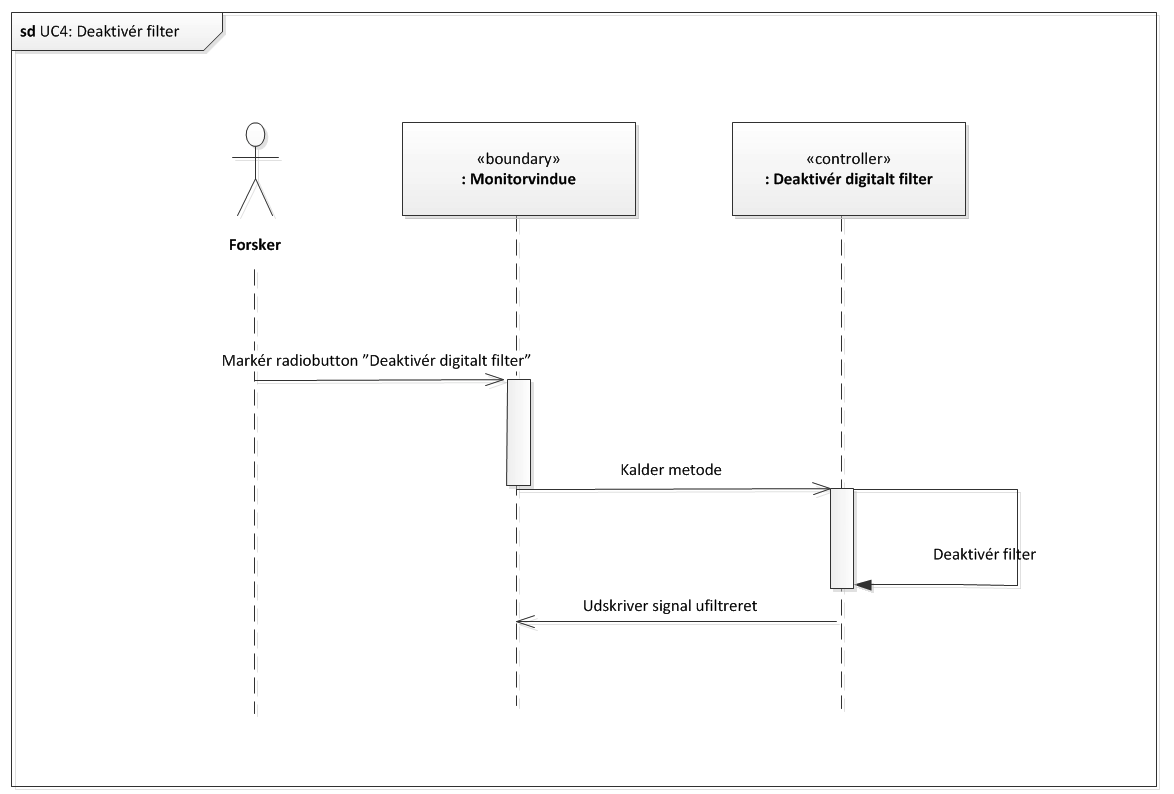 sd UC4: Deaktivér filter
«boundary»
: Monitorvindue
«controller»
: Deaktivér digitalt filter
Forsker
Markér radiobutton ”Deaktivér digitalt filter”
Kalder metode
Deaktivér filter
Udskriver signal ufiltreret